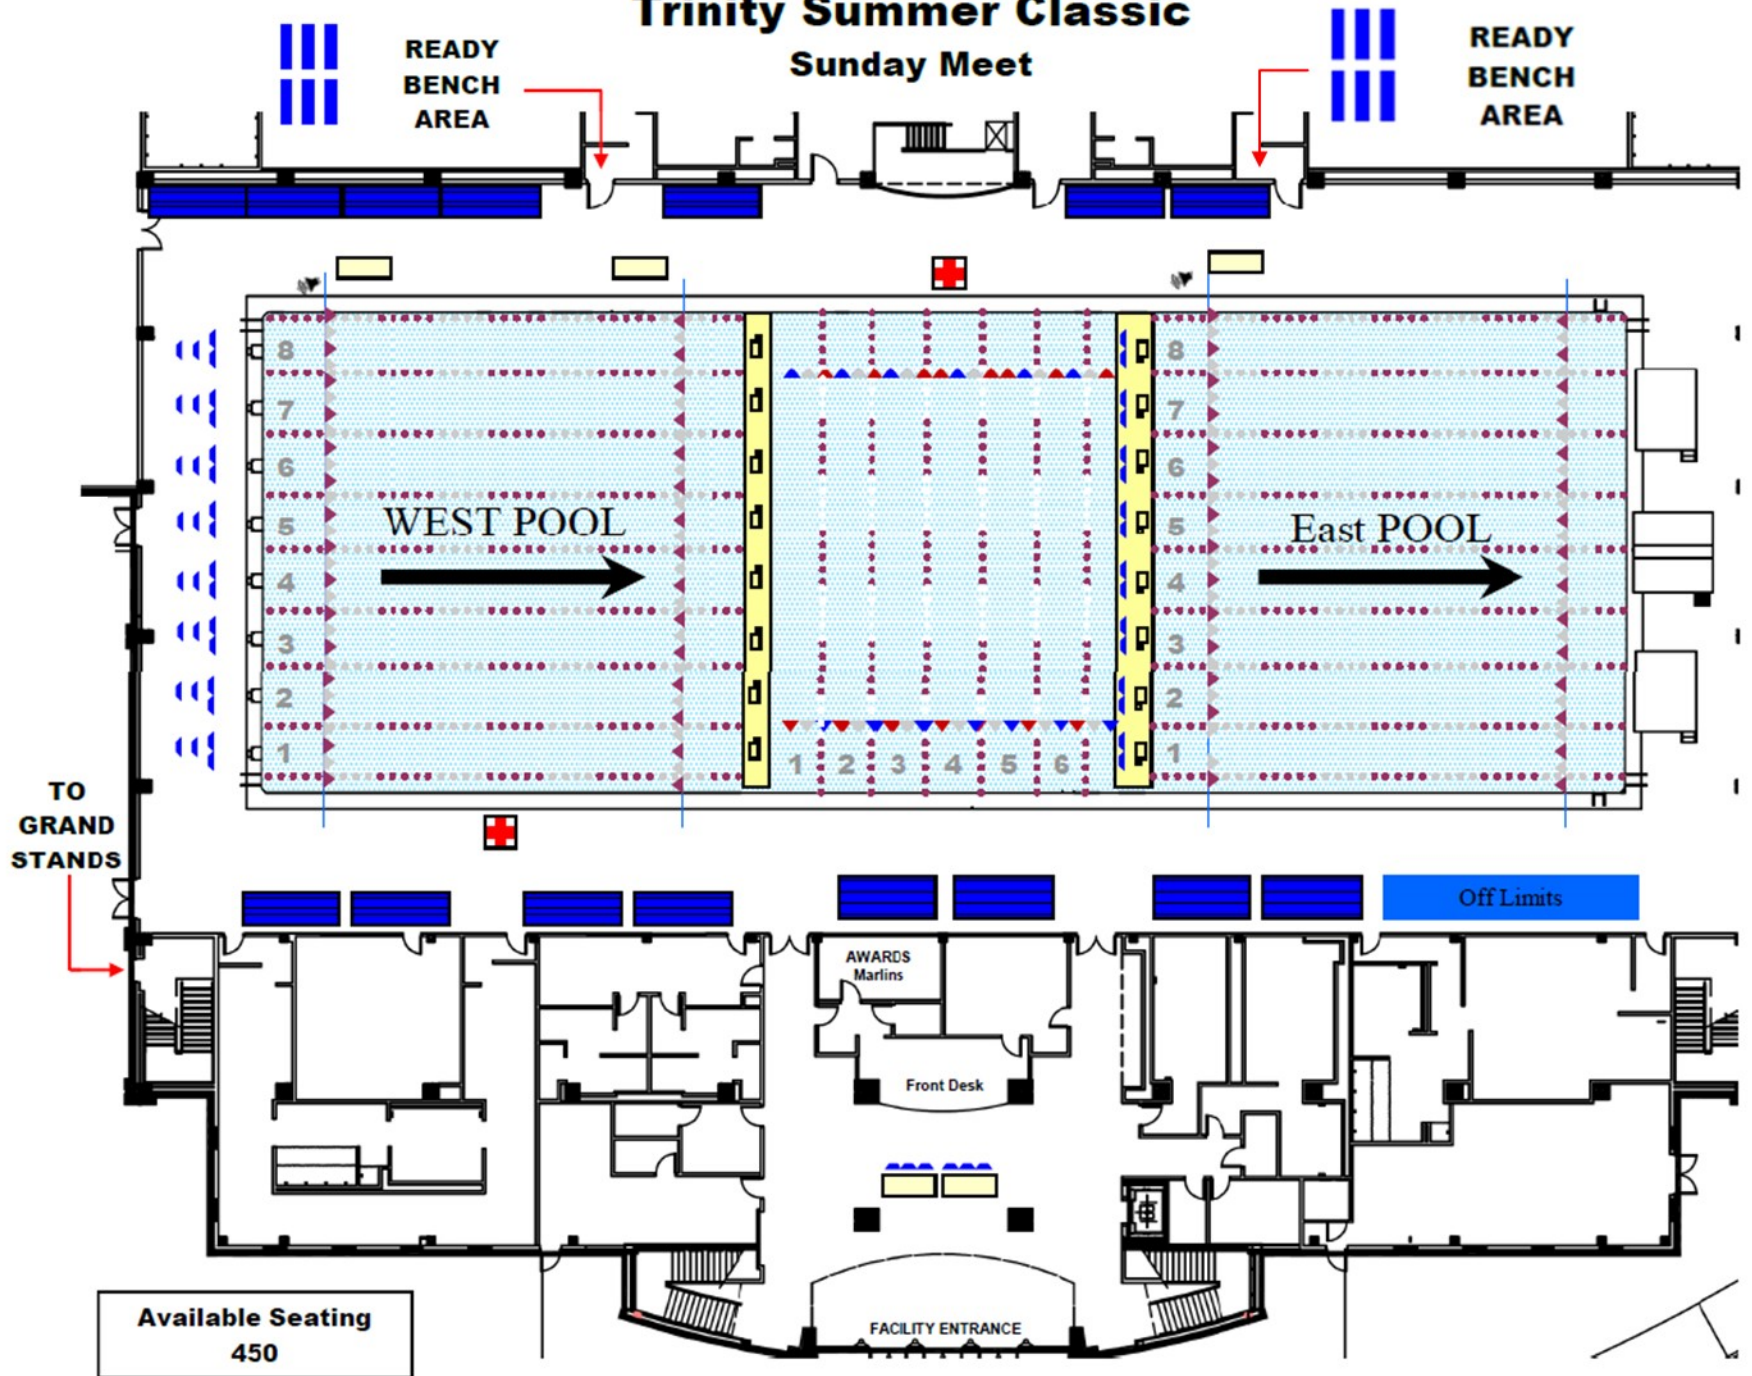 Trinity Summer Classic
Sunday Meet
READY
BENCH
AREA
READY
BENCH
AREA
8
7
6
5
4
3
2
1
WEST POOL
1 2 3 4 5 6
8
7
6
5
4
3
2
1
East POOL
TO
GRAND
STANDS
Off Limits
AWARDS
Marlins
Front Desk
FACILITY ENTRANCE
Available Seating
450